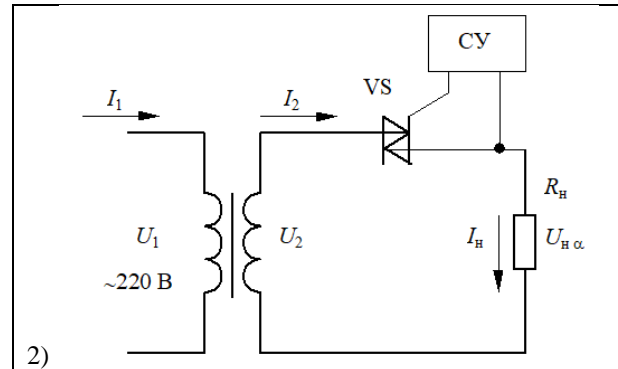 СУ
VS
I₁
I₂
Rн
U₁
U₂
Iн
Uн α
~220 В
2)